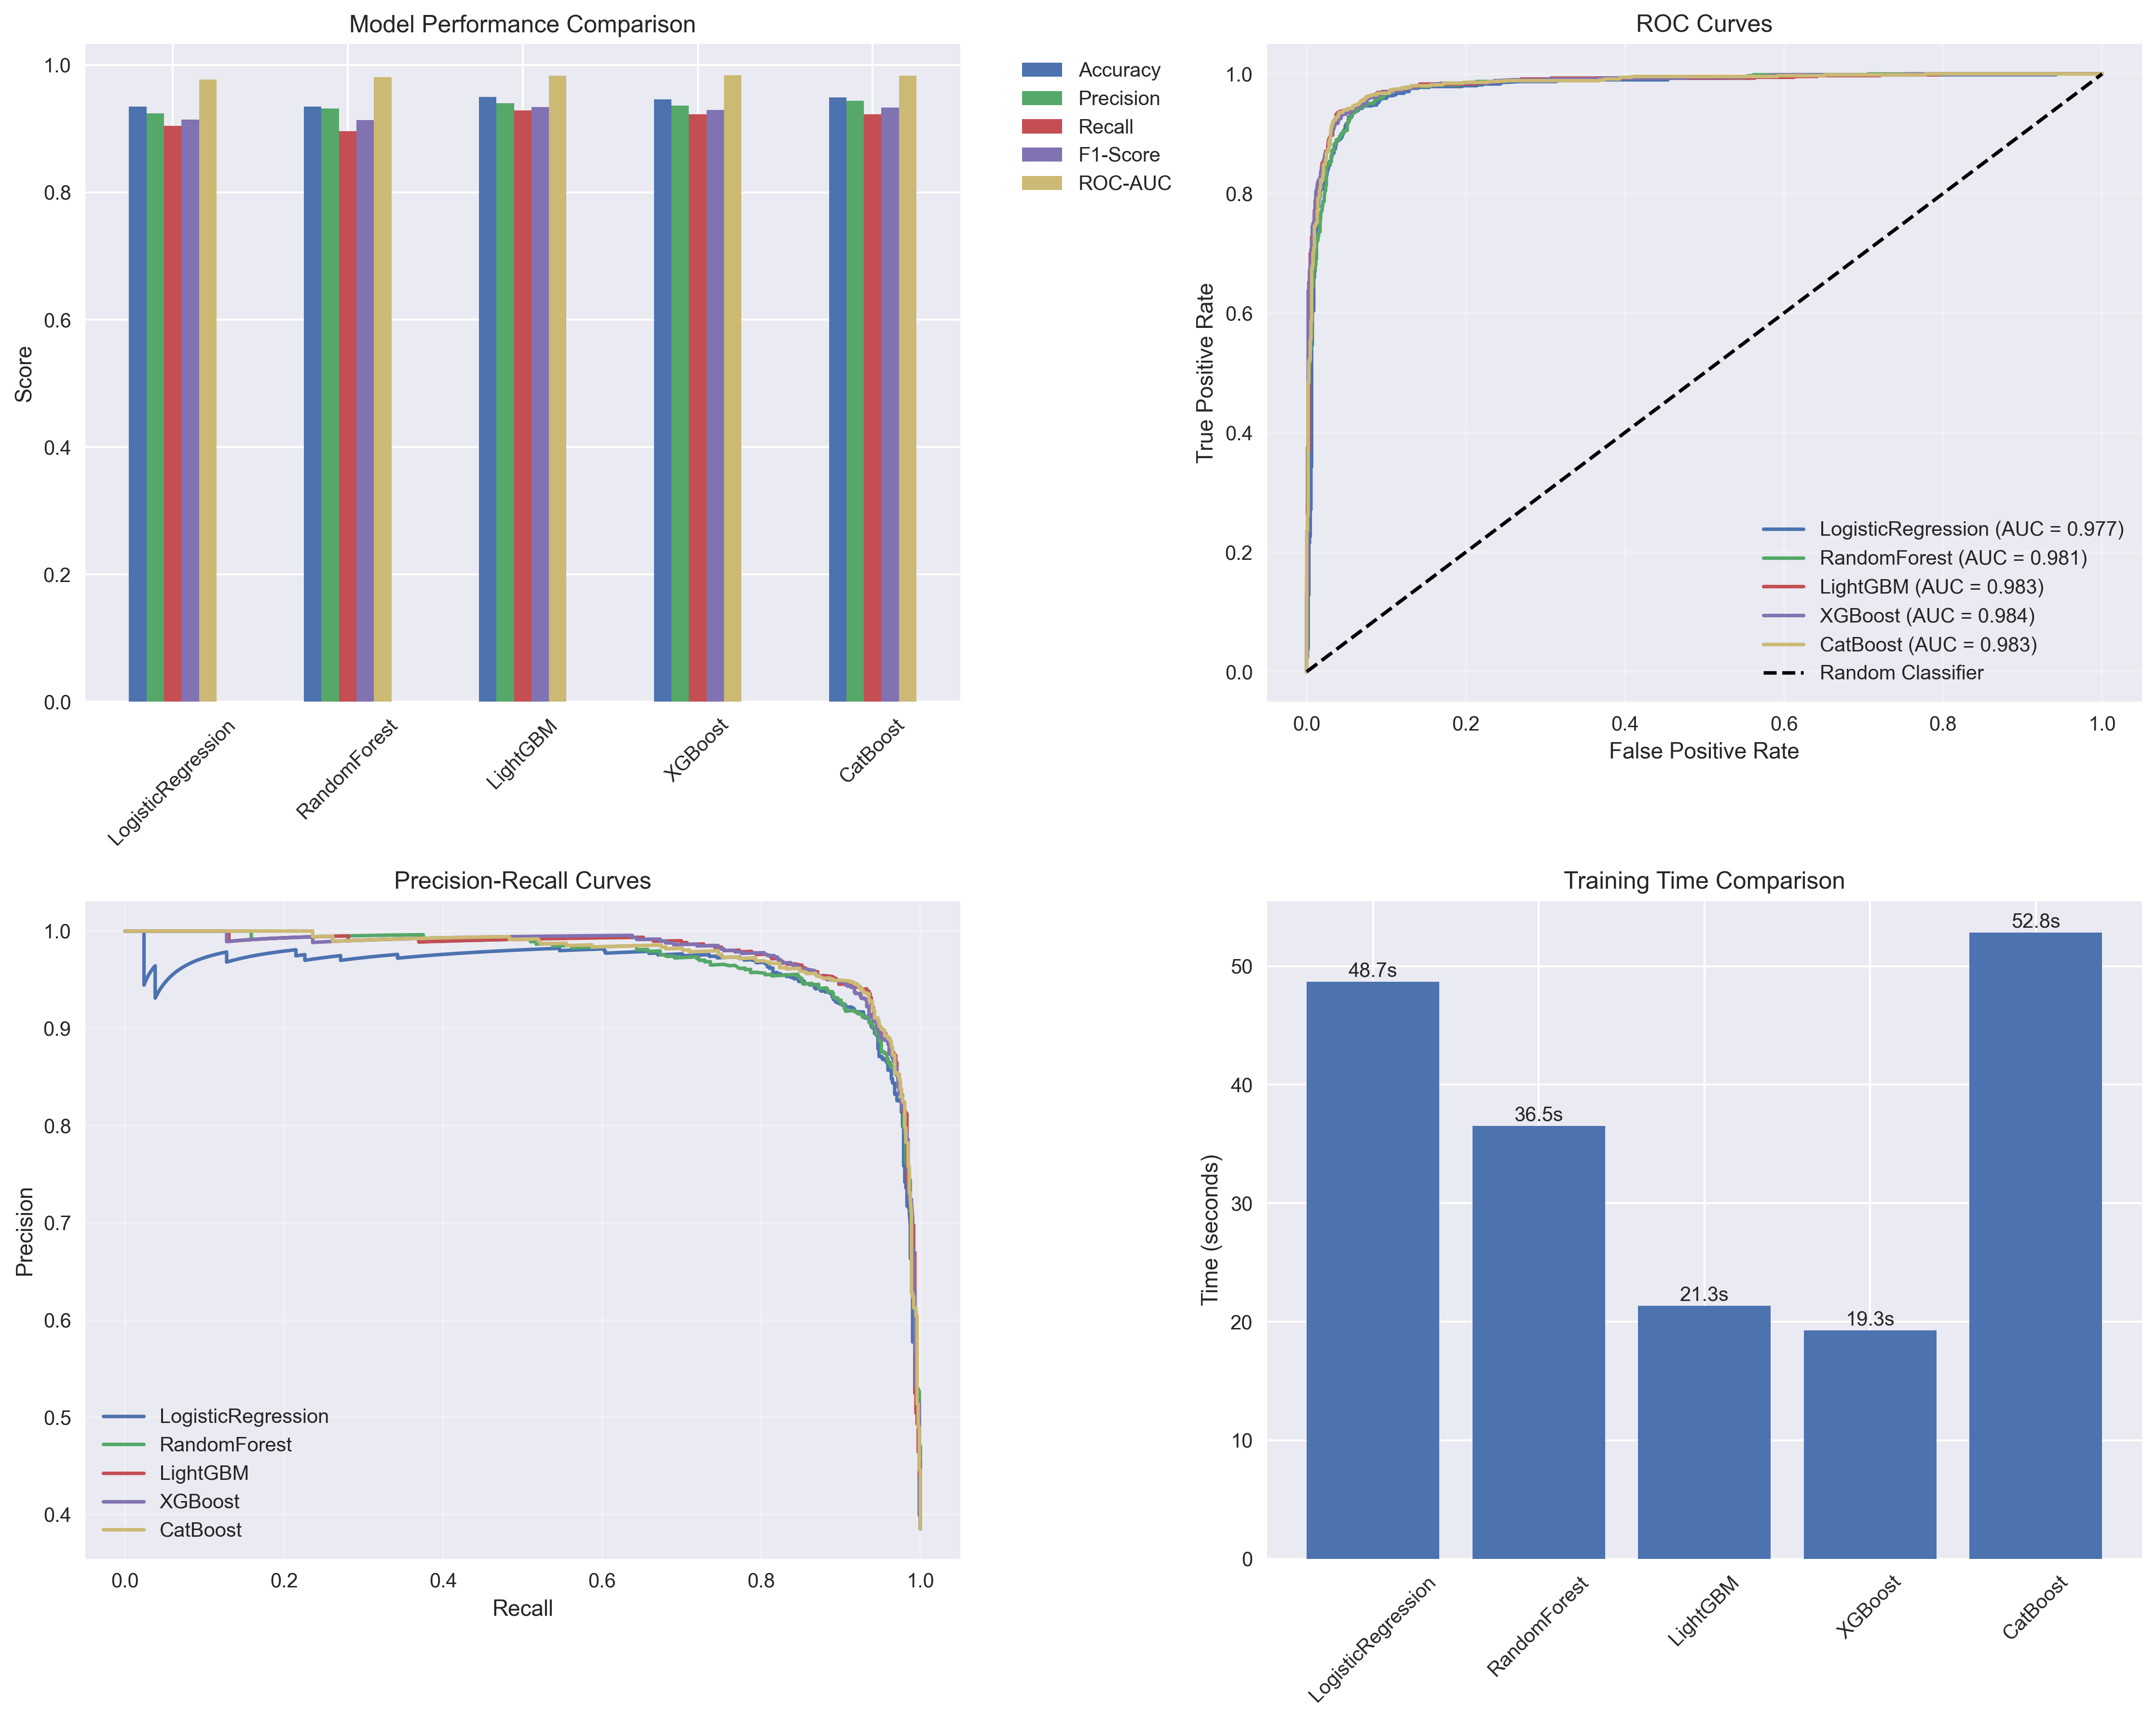 Model Performance Comparison
Score
1.0
0.8
0.6
0.4
0.2
0.0
LogisticRegression
RandomForest
LightGBM
XGBoost
CatBoost
Accuracy
Precision
Recall
F1-Score
ROC-AUC
ROC Curves
True Positive Rate
1.0
0.8
0.6
0.4
0.2
0.0
LogisticRegression (AUC = 0.977)
RandomForest (AUC = 0.981)
LightGBM (AUC = 0.983)
XGBoost (AUC = 0.984)
CatBoost (AUC = 0.983)
Random Classifier
0.0 0.2 0.4 0.6 0.8 1.0
False Positive Rate
Precision-Recall Curves
Precision
1.0
0.9
0.8
0.7
0.6
0.5
0.4
LogisticRegression
RandomForest
LightGBM
XGBoost
CatBoost
0.0 0.2 0.4 0.6 0.8 1.0
Recall
Training Time Comparison
Time (seconds)
50
40
30
20
10
0
48.7s
36.5s
21.3s
19.3s
52.8s
LogisticRegression
RandomForest
LightGBM
XGBoost
CatBoost